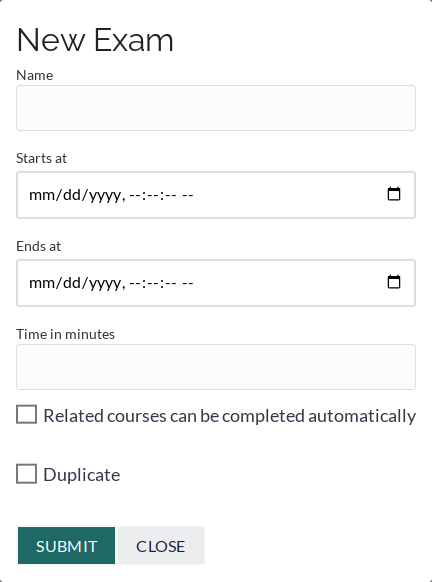 New Exam
Name
Starts at
mm/dd/yyyy, --:--:-- --
Ends at
mm/dd/yyyy, --:--:-- --
Time in minutes
Related courses can be completed automatically
Duplicate
SUBMIT CLOSE